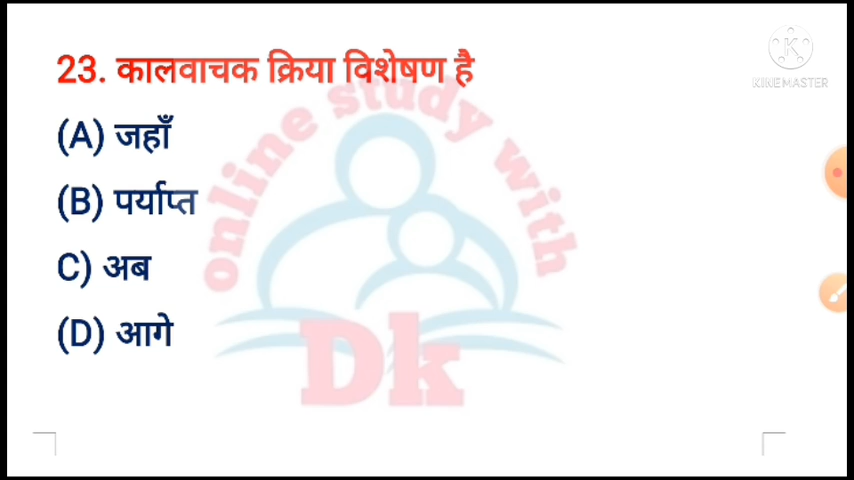 23. कालवाचक क्रिया विशेषण है
(A) जहाँ
(B) पर्याप्त
C) अब
(D) आगे
online study with
Dk
K
KINEMASTER